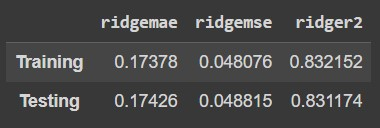 ridgemae ridgemse ridger2
Training 0.17378 0.048076 0.832152
Testing 0.17426 0.048815 0.831174